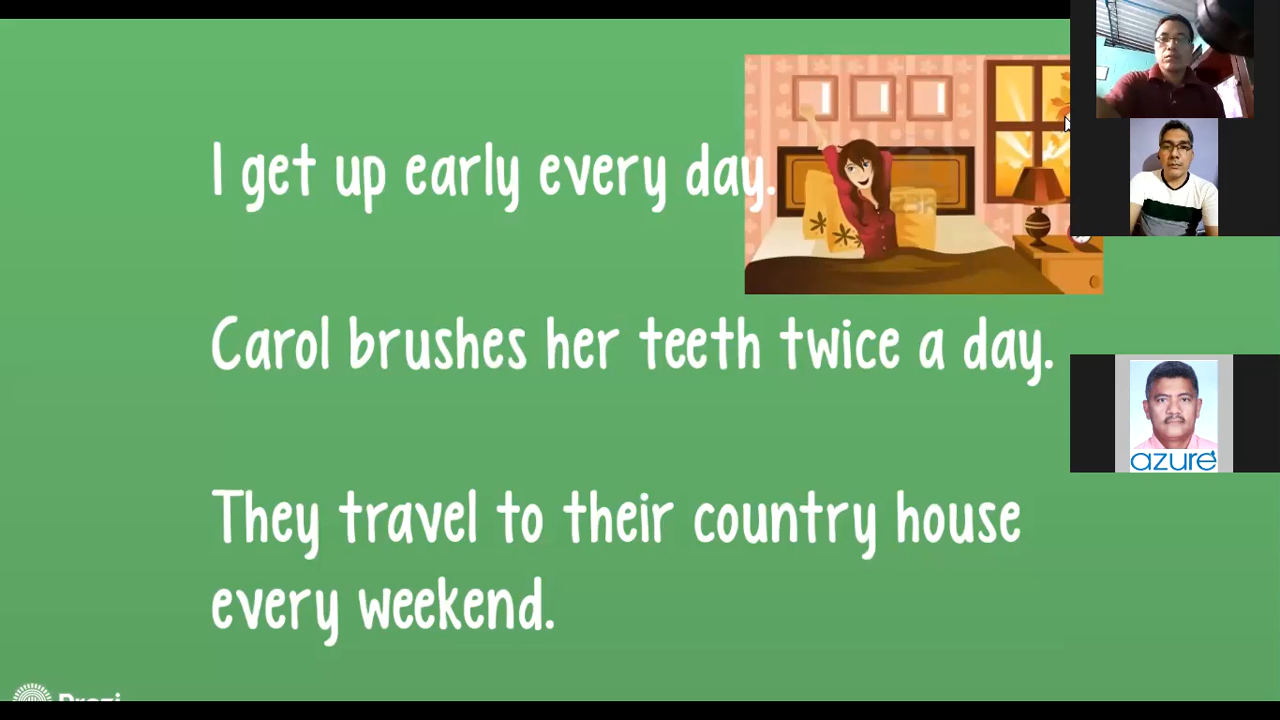 I get up early every day.
Carol brushes her teeth twice a day.
They travel to their country house
every weekend.
azure
Prezi